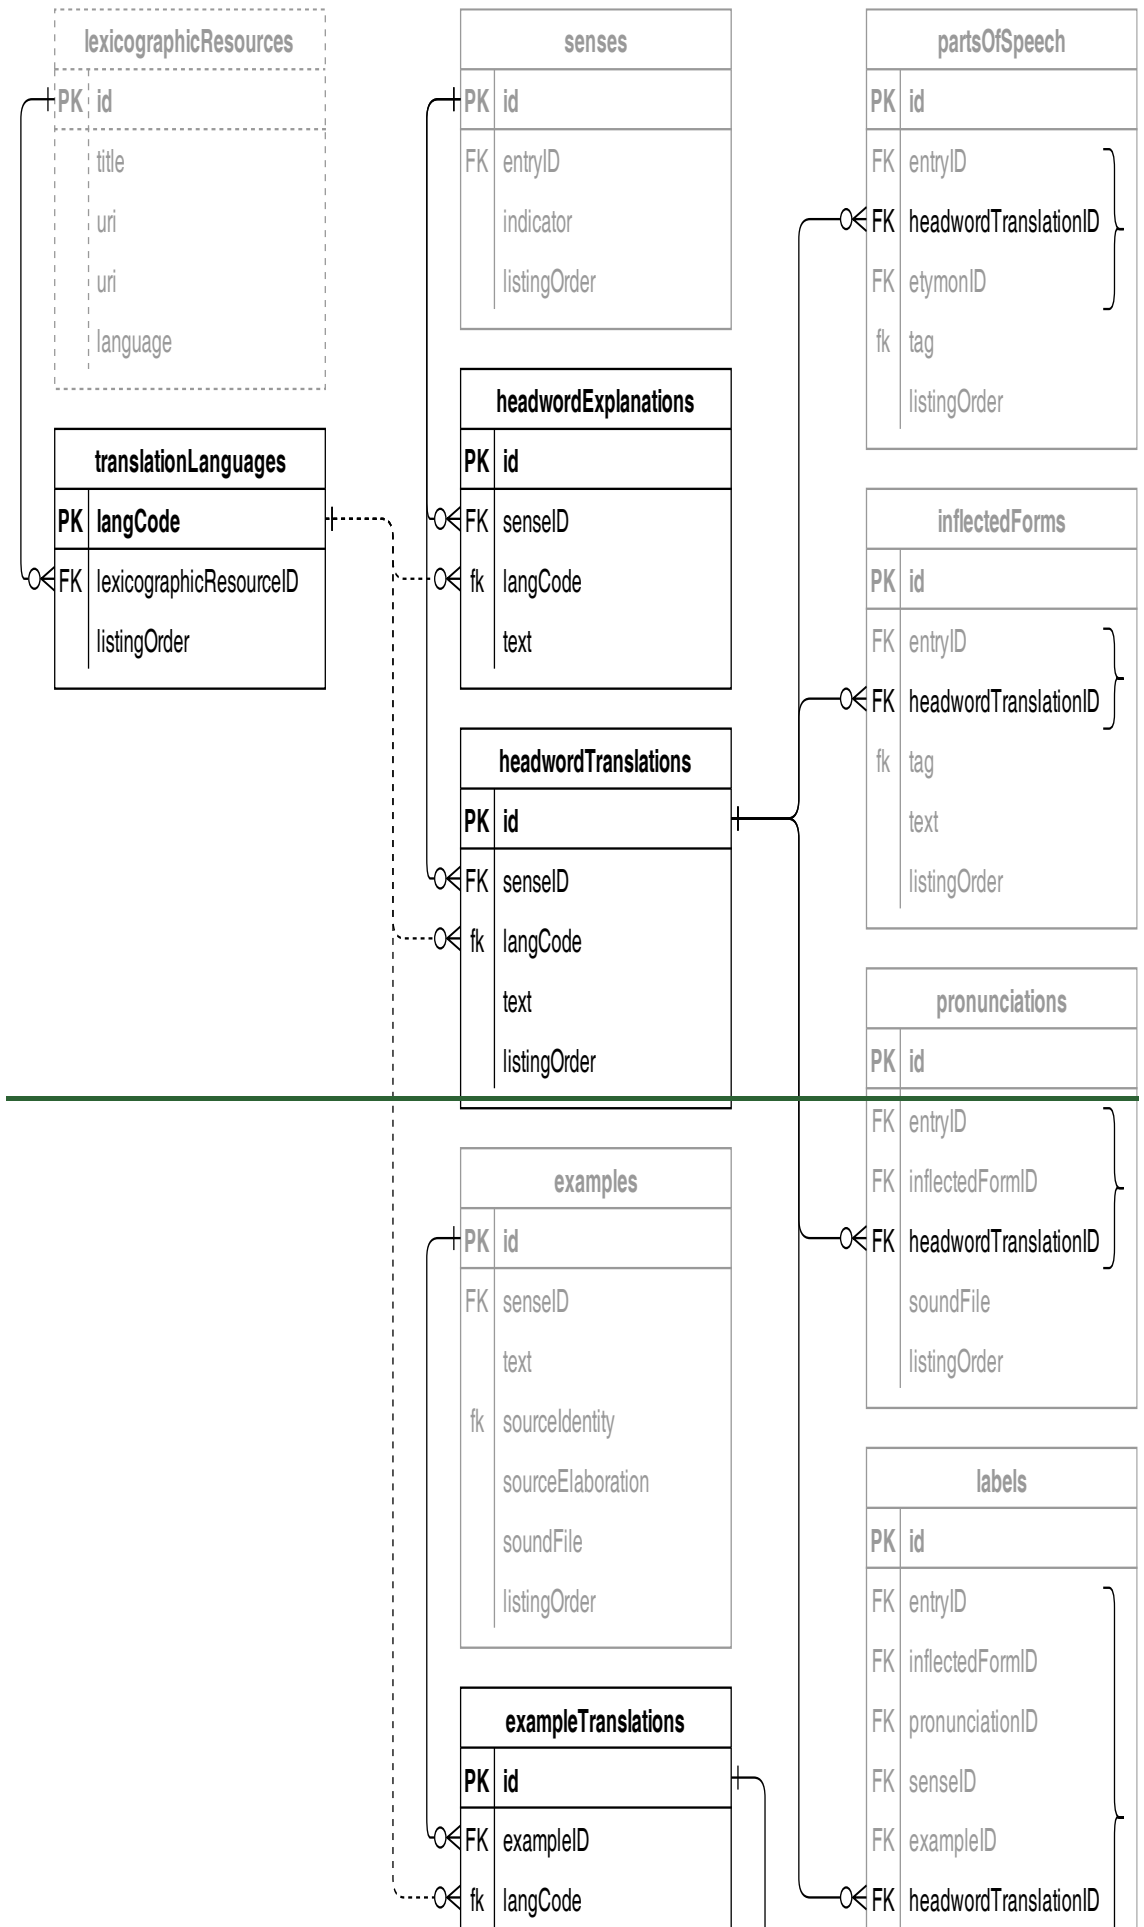 lexicographicResources
PK id
title
uri
uri
language
translationLanguages
PK langCode
FK lexicographicResourceID
listingOrder
senses
PK id
FK entryID
indicator
listingOrder
headwordExplanations
PK id
FK senseID
fk langCode
text
headwordTranslations
PK id
FK senseID
fk langCode
text
listingOrder
examples
PK id
FK senseID
text
fk sourceIdentity
sourceElaboration
soundFile
listingOrder
exampleTranslations
PK id
FK exampleID
fk langCode
partsOfSpeech
PK id
FK entryID
FK headwordTranslationID
FK etymonID
fk tag
listingOrder
inflectedForms
PK id
FK entryID
FK headwordTranslationID
fk tag
text
listingOrder
pronunciations
PK id
FK entryID
FK inflectedFormID
FK headwordTranslationID
soundFile
listingOrder
labels
PK id
FK entryID
FK inflectedFormID
FK pronunciationID
FK senseID
FK exampleID
FK headwordTranslationID